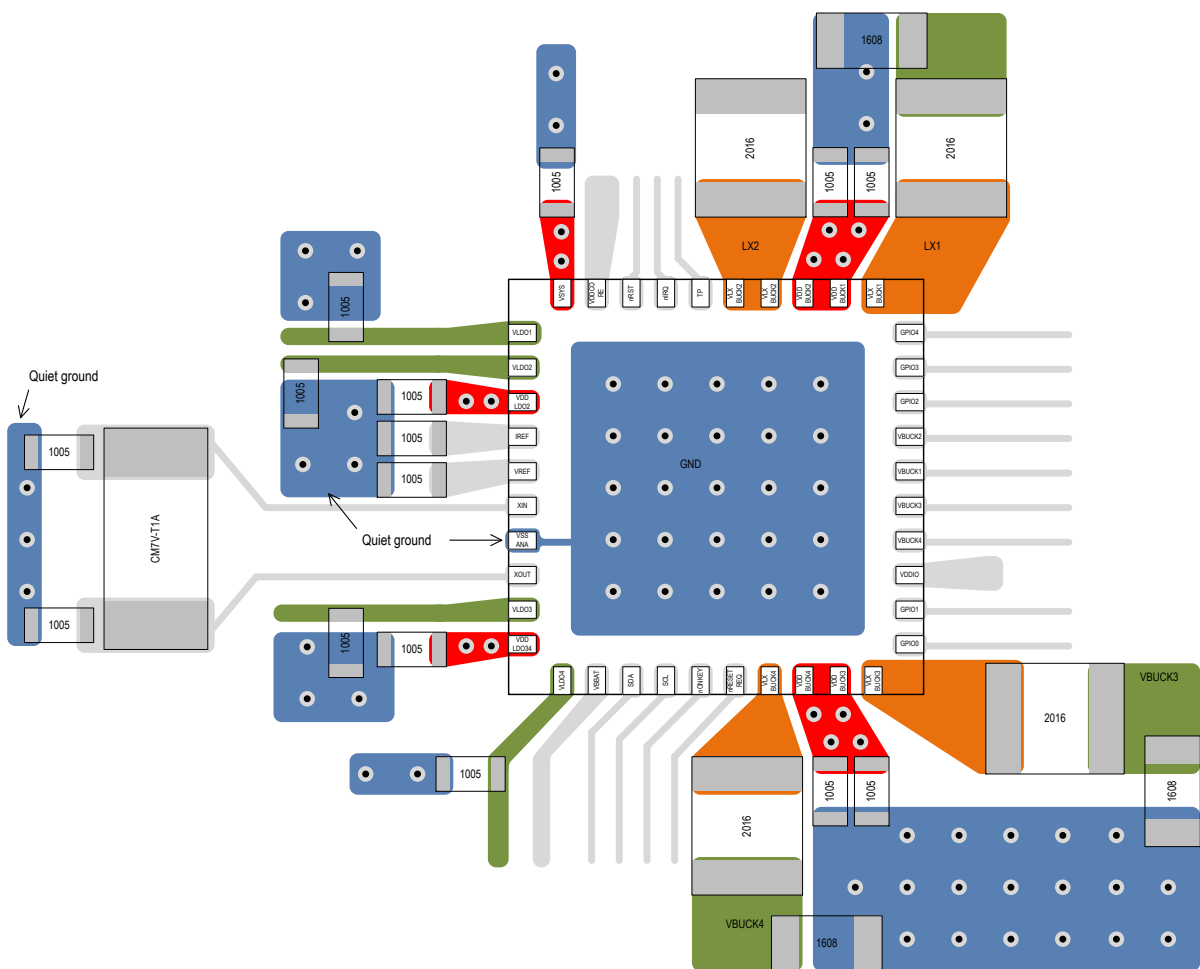 1608
2016
2016
1005
1005
1005
LX2
LX1
VSYS
VDDCO
RE
nRST
nIRQ
TP
VLX
BUCK2
VLX
BUCK2
VDD
BUCK2
VDD
BUCK1
VLX
BUCK1
1005
VLDO1
VLDO2
VDD
LDO2
IREF
VREF
XIN
VSS
ANA
XOUT
VLDO3
VDD
LDO34
GPIO4
GPIO3
GPIO2
VBUCK2
VBUCK1
VBUCK3
VBUCK4
VDDIO
GPIO1
GPIO0
GND
Quiet ground
1005
1005
1005
1005
1005
CM7V-T1A
Quiet ground
1005
1005
1005
VLDO4
VBBAT
SDA
SCL
nONKEY
nRESET
REQ
VLX
BUCK4
VDD
BUCK4
VDD
BUCK3
VLX
BUCK3
VBUCK3
2016
1005
1005
1005
1608
2016
VBUCK4
1608